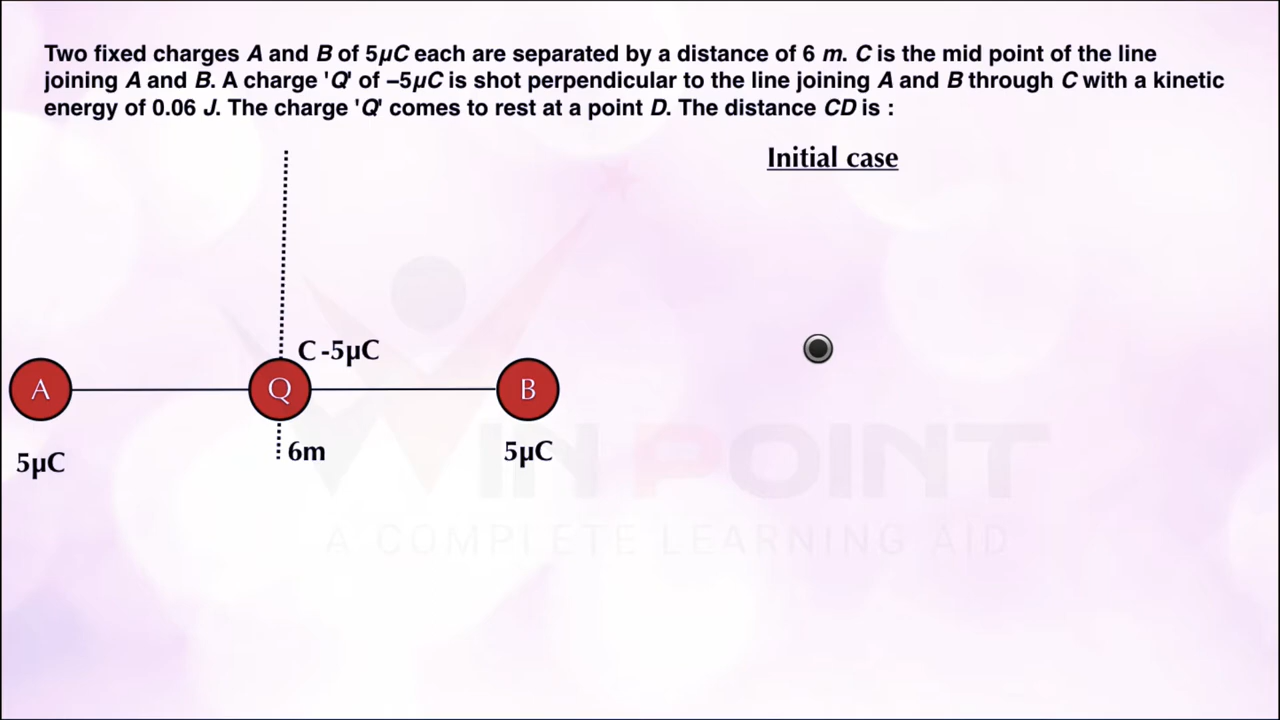 Two fixed charges A and B of 5µC each are separated by a distance of 6 m. C is the mid point of the line
joining A and B. A charge 'Q' of –5µC is shot perpendicular to the line joining A and B through C with a kinetic
energy of 0.06 J. The charge 'Q' comes to rest at a point D. The distance CD is :
Initial case
C -5µC
A
Q
B
6m
5µC
5µC
WINPOINT
A COMPLETE LEARNING AID